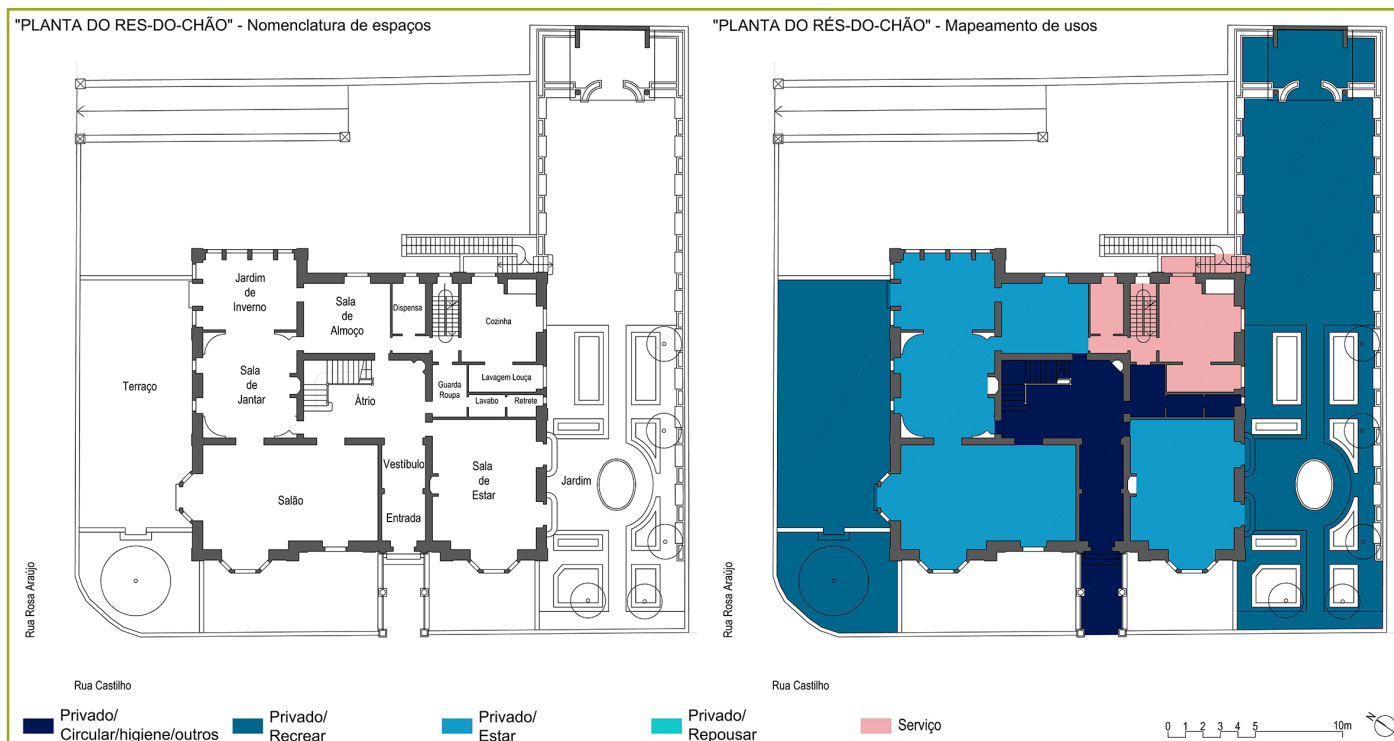 "PLANTA DO RES-DO-CHÃO" - Nomenclatura de espaços
Jardim
de
Inverno
Sala
de
Almoço
Dispensa
Cozinha
Terraço
Sala
de
Jantar
Átrio
Guarda
Roupa
Lavagem Louça
Lavabo
Retrete
Vestíbulo
Sala
de
Estar
Jardim
Salão
Entrada
Rua Rosa Araújo
Rua Castilho
"PLANTA DO RÉS-DO-CHÃO" - Mapeamento de usos
Rua Rosa Araújo
Rua Castilho
Privado/
Circular/higiene/outros
Privado/
Recrear
Privado/
Estar
Privado/
Repousar
Serviço
0 1 2 3 4 5 10m
N